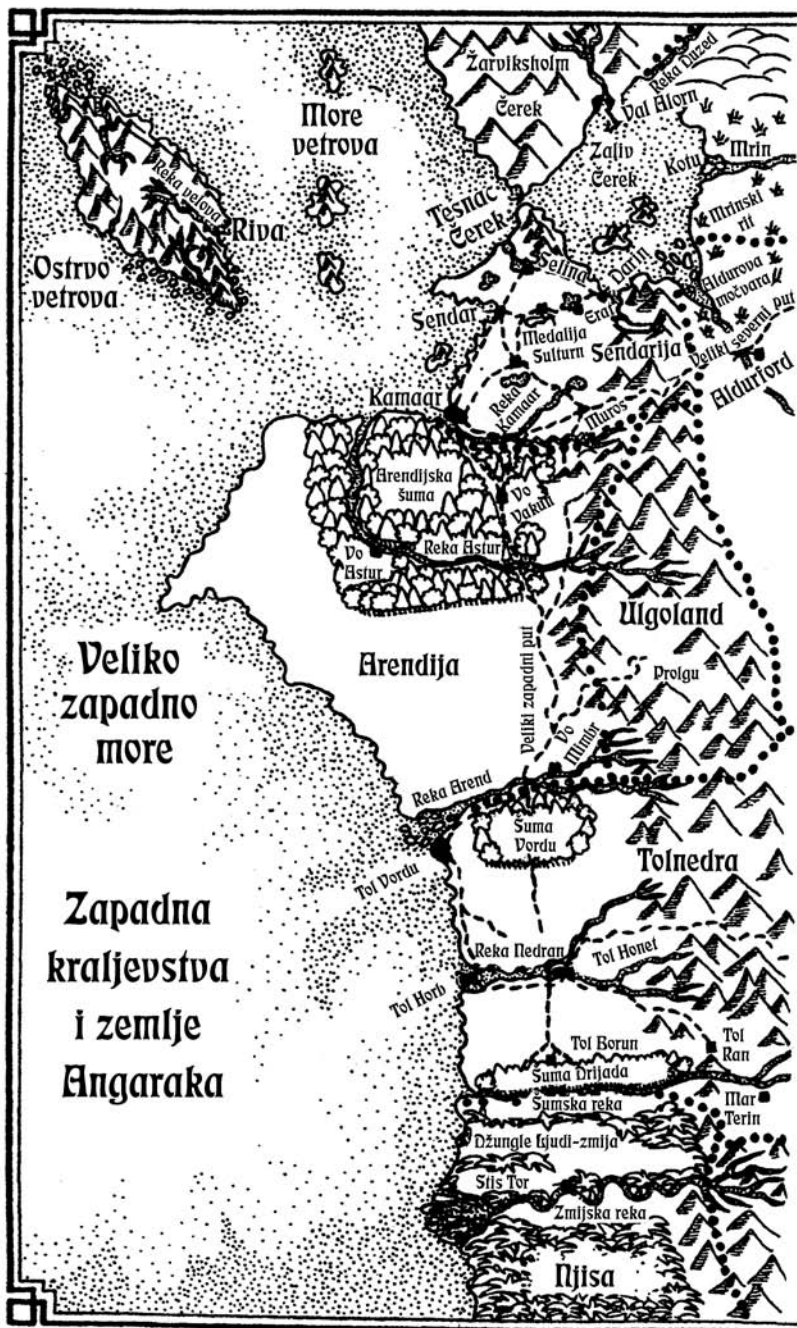 Žarviksholm
Čerek
Reka Duzed
Val Alorn
More
vetrova
Zaliv
Čerek
Kotu
Mrin
Reka velova
Riva
Tesnac
Čerek
Mrinski
rit
Ostrvo
vetrova
Selina
Darin
Aldurova
močvara
Sendar
Medalija
Erat
Sulturn
Sendarija
Veliki severni put
Aldurford
Kamaar
Reka
Kamaar
Muros
Arendijska
šuma
Vo
Vakun
Vo
Astur
Reka Astur
Ulgoland
Veliko
zapadno
more
Arendija
Veliki zapadni put
Prolgu
Vo
Mimbr
Reka Arend
Šuma
Vordu
Tol Vordu
Tolnedra
Zapadna
kraljevstva
i zemlje
Angaraka
Reka Nedran
Tol Honet
Tol Horb
Tol Borun
Tol
Ran
Šuma Drijada
Šumska reka
Mar
Terin
Džungle Ljudi-zmija
Stis Tor
Zmijska reka
Njisa